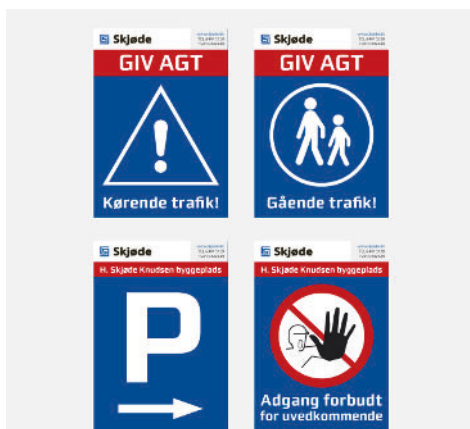 Skjøde
GIV AGT
Kørende trafik!
Skjøde
GIV AGT
Gående trafik!
Skjøde
H. Skjøde Knudsen byggeplads
P
Skjøde
H. Skjøde Knudsen byggeplads
Adgang forbudt
for uvedkommende